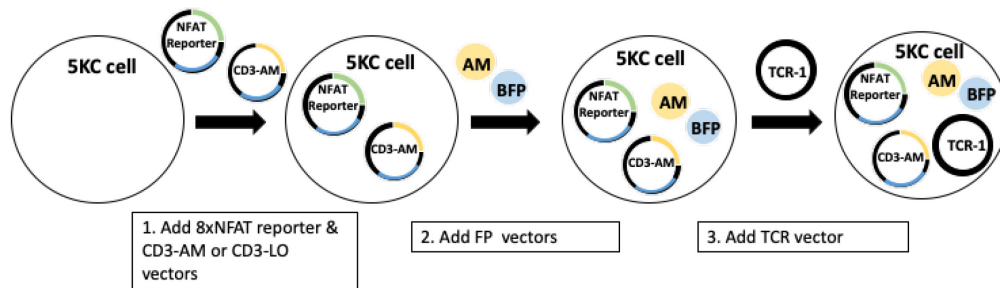 NFAT
Reporter
5KC cell
CD3-AM
5KC cell
NFAT
Reporter
CD3-AM
AM
BFP
5KC cell
NFAT
Reporter
AM
BFP
CD3-AM
TCR-1
5KC cell
NFAT
Reporter
AM
BFP
CD3-AM
TCR-1
1. Add 8xNFAT reporter &
CD3-AM or CD3-LO
vectors
2. Add FP vectors
3. Add TCR vector